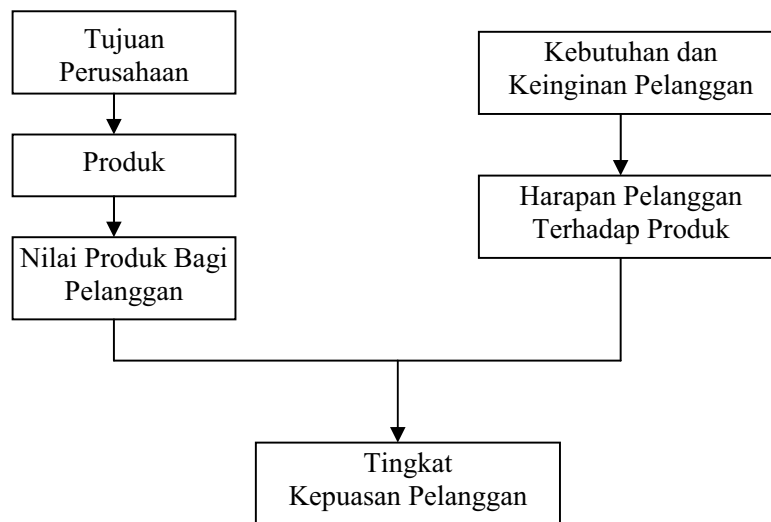 Tujuan
Perusahaan
Produk
Nilai Produk Bagi
Pelanggan
Kebutuhan dan
Keinginan Pelanggan
Harapan Pelanggan
Terhadap Produk
Tingkat
Kepuasan Pelanggan